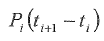 P_i(t_{i+1} − t_i)